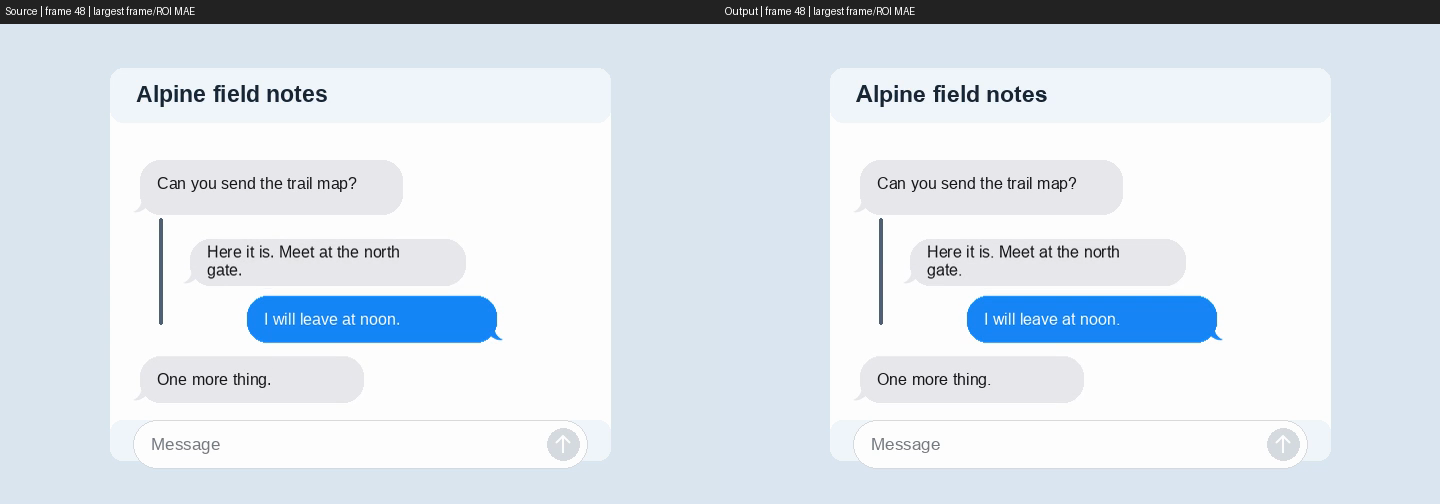 Source | frame 48 | largest frame/ROI MAE
Alpine field notes
Can you send the trail map?
Here it is. Meet at the north
gate.
I will leave at noon.
One more thing.
Message
Output | frame 48 | largest frame/ROI MAE
Alpine field notes
Can you send the trail map?
Here it is. Meet at the north
gate.
I will leave at noon.
One more thing.
Message